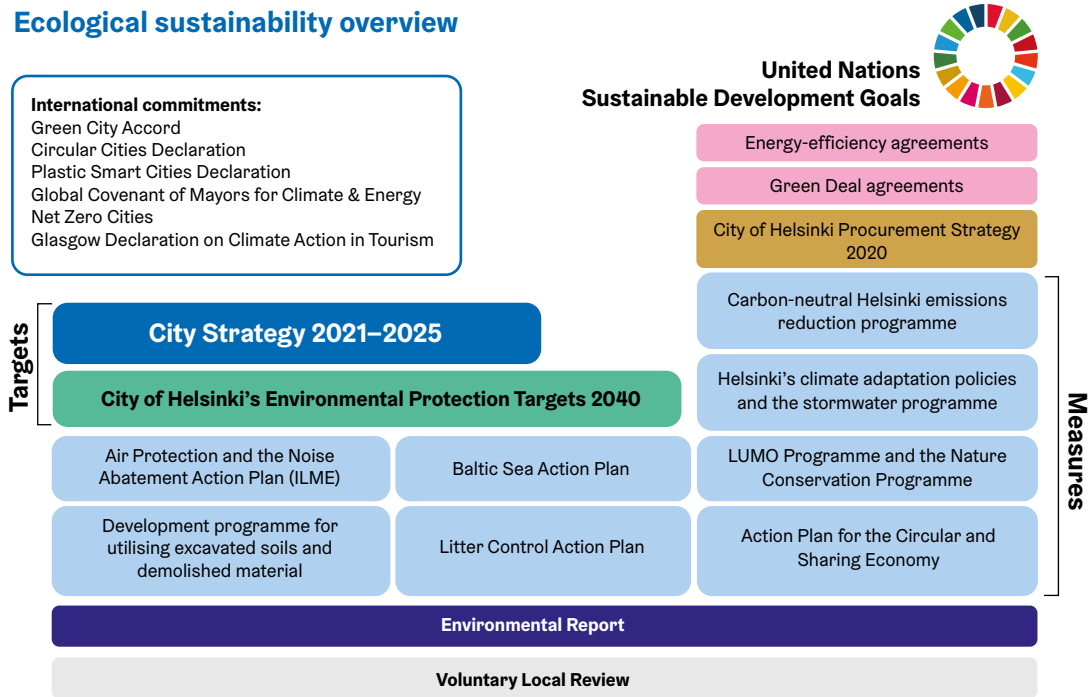 Ecological sustainability overview
United Nations
Sustainable Development Goals
International commitments:
Green City Accord
Circular Cities Declaration
Plastic Smart Cities Declaration
Global Covenant of Mayors for Climate & Energy
Net Zero Cities
Glasgow Declaration on Climate Action in Tourism
Energy-efficiency agreements
Green Deal agreements
City of Helsinki Procurement Strategy
2020
Targets
City Strategy 2021–2025
City of Helsinki's Environmental Protection Targets 2040
Carbon-neutral Helsinki emissions
reduction programme
Helsinki's climate adaptation policies
and the stormwater programme
Measures
Air Protection and the Noise
Abatement Action Plan (ILME)
Baltic Sea Action Plan
LUMO Programme and the Nature
Conservation Programme
Development programme for
utilising excavated soils and
demolished material
Litter Control Action Plan
Action Plan for the Circular and
Sharing Economy
Environmental Report
Voluntary Local Review